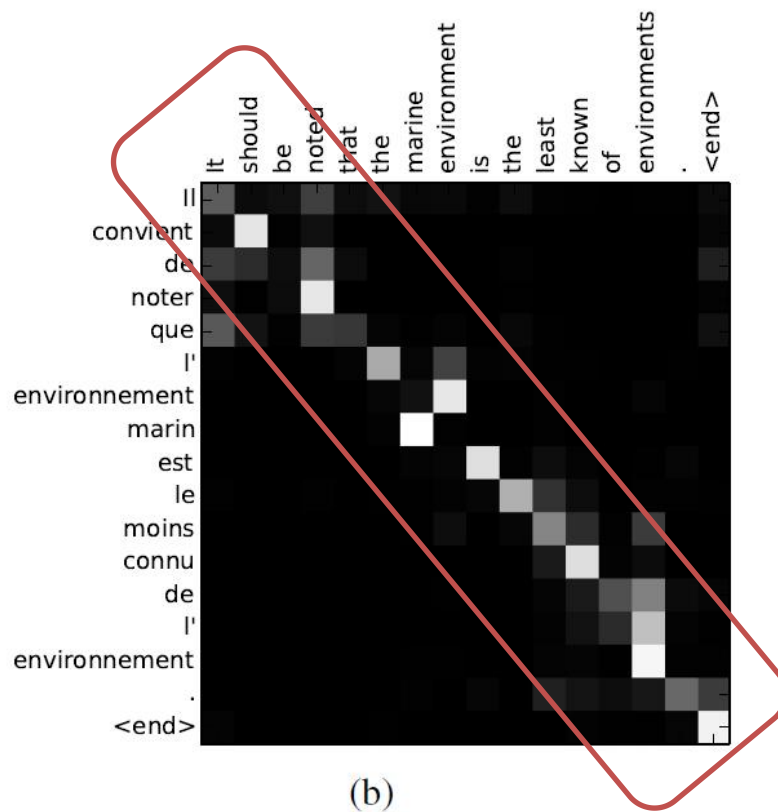 It
should
be
noted
that
the
marine
environment
is
the
least
known
of
environments
.
<end>
Il
convient
de
noter
que
l'
environnement
marin
est
le
moins
connu
de
l'
environnement
.
<end>
(b)